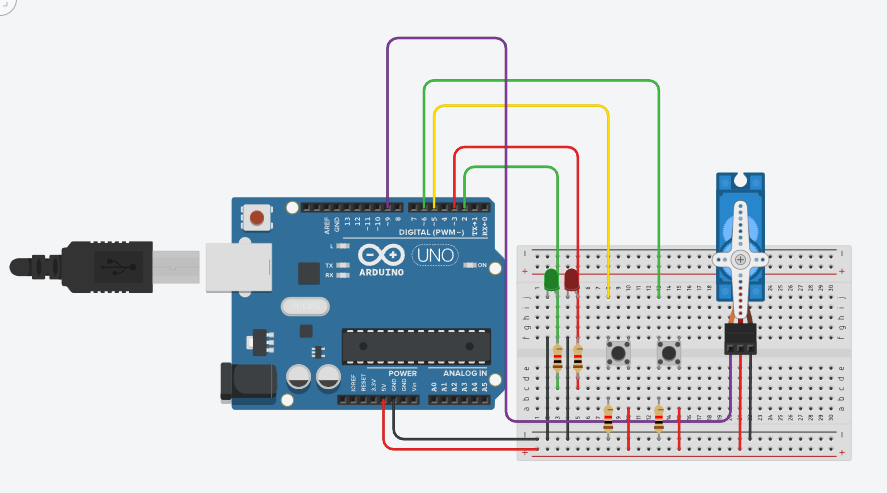 AREF
GND
13
12
~11
~10
~9
8
7
~6
~5
4
~3
2
TX→1
RX←0
DIGITAL (PWM~)
L
TX
RX
UNO
ON
ARDUINO
POWER
ANALOG IN
IOREF
RESET
3.3V
5V
GND
GND
Vin
A0
A1
A2
A3
A4
A5
- -
+ +
j j
i i
h h
g g
f f
e e
d d
c c
b b
a a
- -
+ +